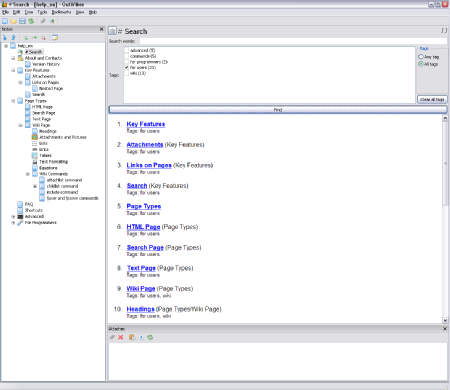 # Search - [help_en] - OutWiker
File Edit Tree Tools Bookmarks View Help
Notes
help_en
# Search
About and Contacts
Version history
Key Features
Attachments
Links on Pages
Nested Page
Search
Page Types
HTML Page
Search Page
Text Page
Wiki Page
Headings
Attachments and Pictures
Lists
Links
Tables
Text Formatting
Equations
Wiki Commands
attachlist command
childlist command
include command
FAQ
Shortcuts
Advanced
For Programmers
# Search
Search words:
Tags:
advanced (5)
commands (5)
for programmers (2)
for users (23)
wiki (13)
Tags
Any tag
All tags
Clear all tags
Find
1. Key Features
Tags: for users
2. Attachments (Key Features)
Tags: for users
3. Links on Pages (Key Features)
Tags: for users
4. Search (Key Features)
Tags: for users
5. Page Types
Tags: for users
6. HTML Page (Page Types)
Tags: for users
7. Search Page (Page Types)
Tags: for users
8. Text Page (Page Types)
Tags: for users
9. Wiki Page (Page Types)
Tags: for users, wiki
10. Headings (Page Types/Wiki Page)
Tags: for users, wiki
Attaches